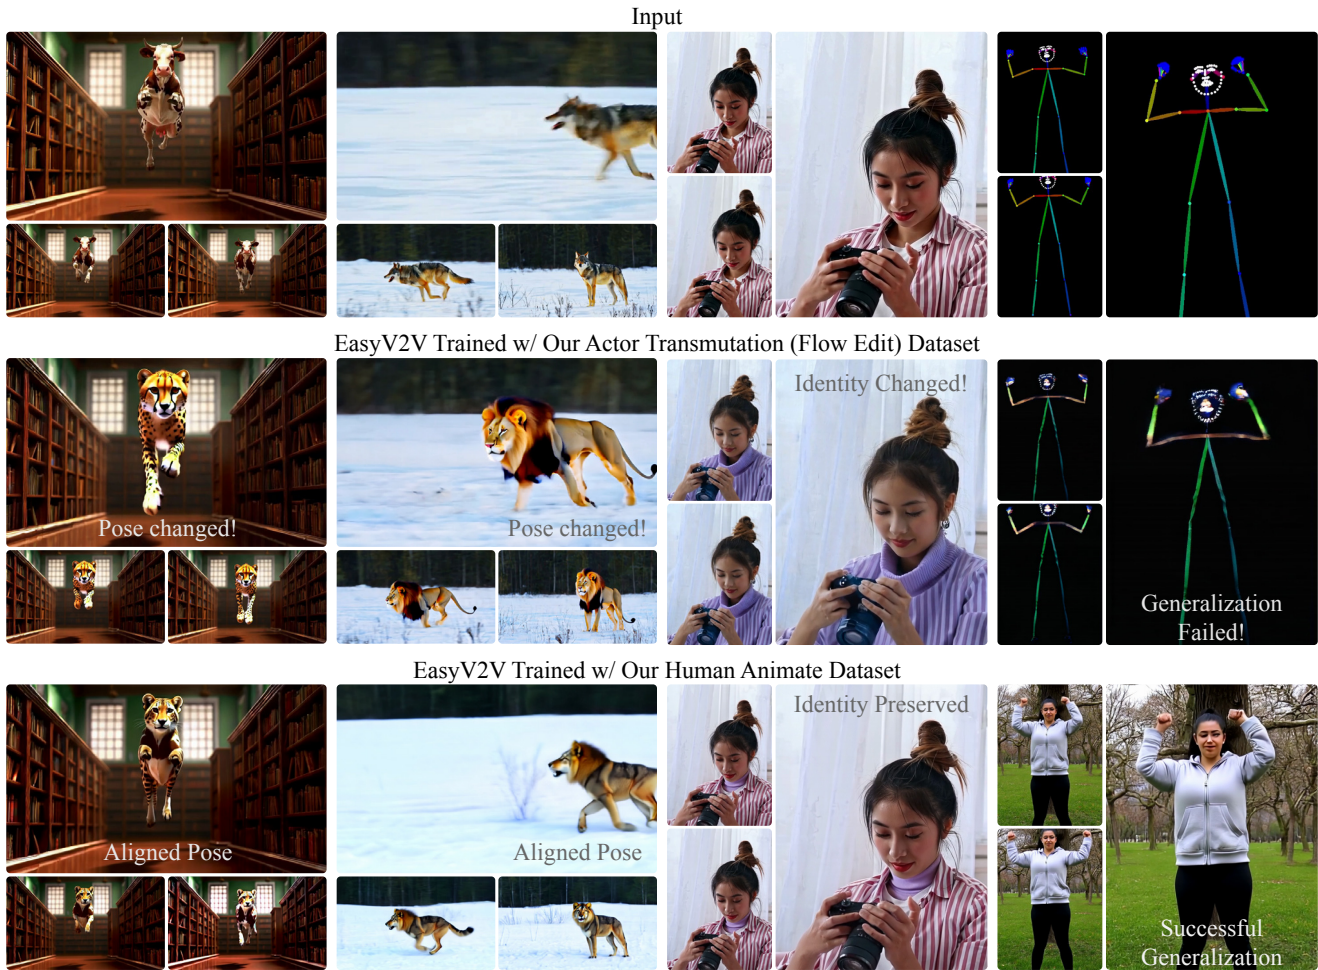 Input
EasyV2V Trained w/ Our Actor Transmutation (Flow Edit) Dataset
Pose changed!
Pose changed!
Identity Changed!
Generalization
Failed!
EasyV2V Trained w/ Our Human Animate Dataset
Aligned Pose
Aligned Pose
Identity Preserved
Successful
Generalization